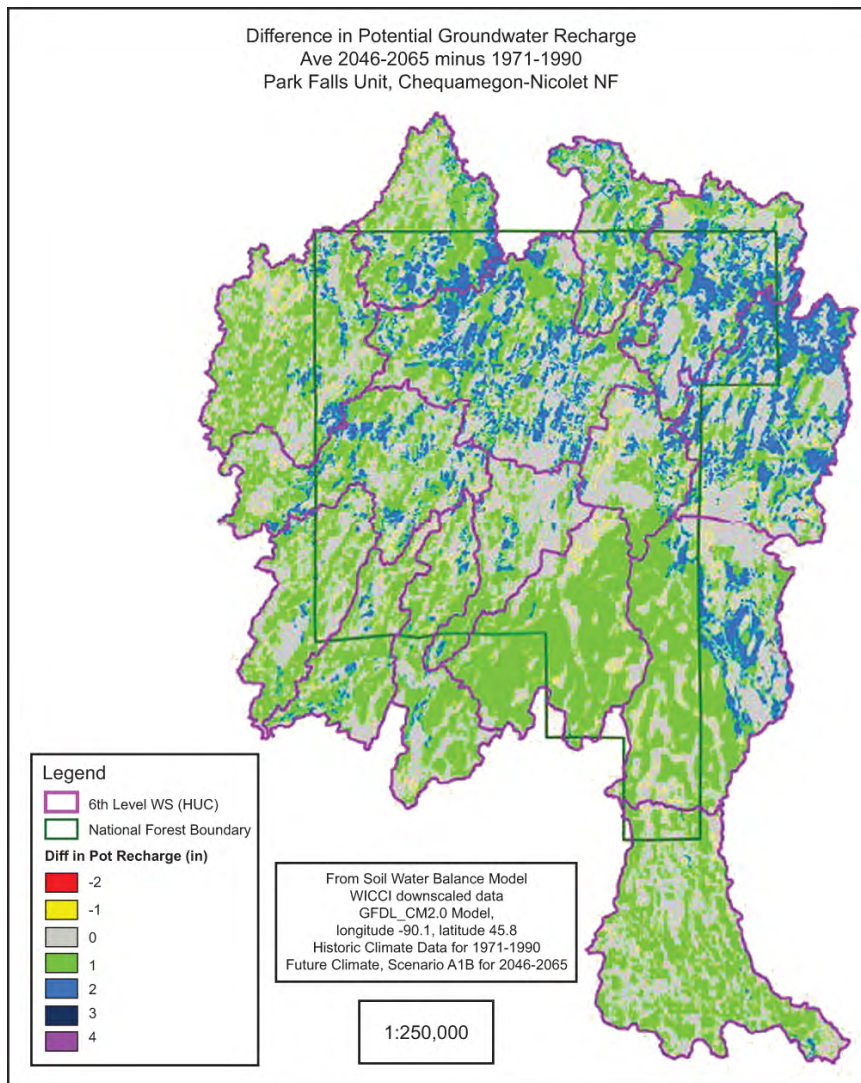 Difference in Potential Groundwater Recharge
Ave 2046-2065 minus 1971-1990
Park Falls Unit, Chequamegon-Nicolet NF
Legend
6th Level WS (HUC)
National Forest Boundary
Diff in Pot Recharge (in)
-2
-1
0
1
2
3
4
From Soil Water Balance Model
WICCI downscaled data
GFDL_CM2.0 Model,
longitude -90.1, latitude 45.8
Historic Climate Data for 1971-1990
Future Climate, Scenario A1B for 2046-2065
1:250,000